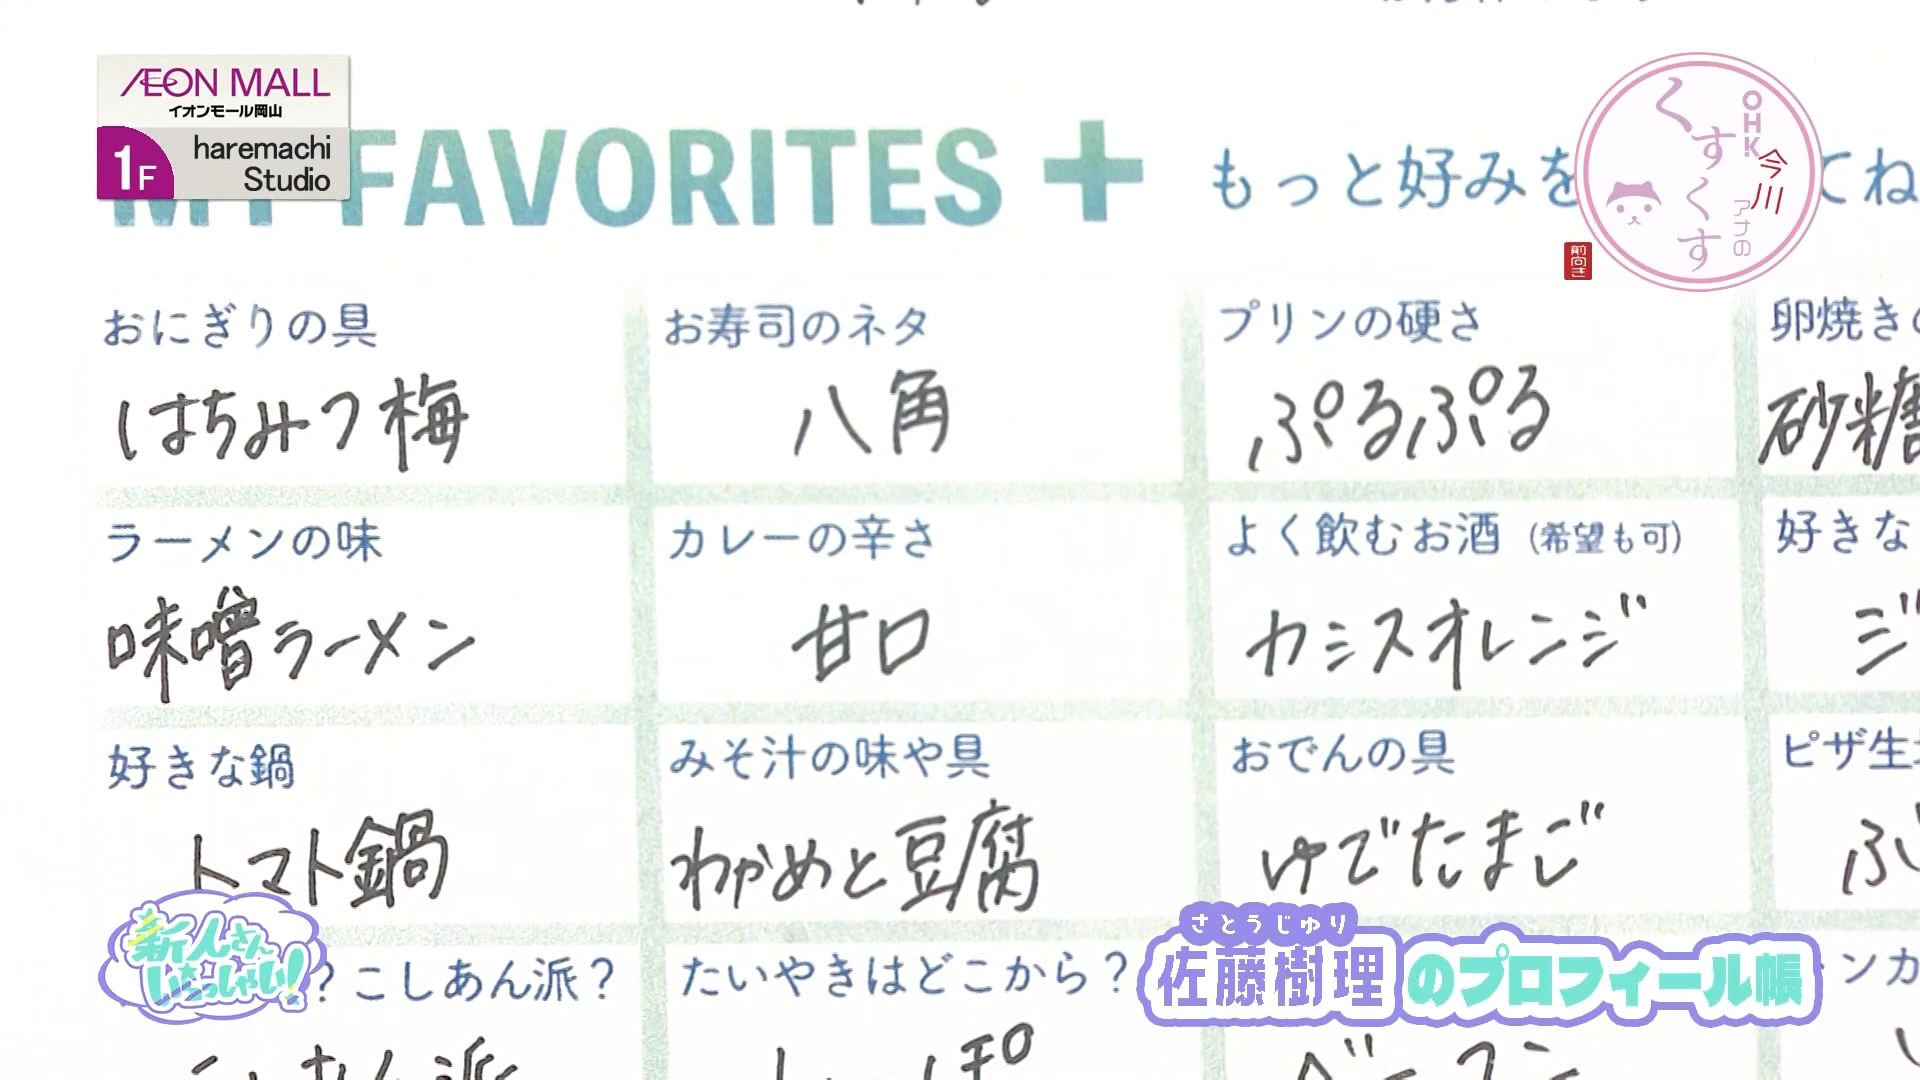 ÆON MALL
イオンモール岡山
1F
haremachi
Studio
FAVORITES +
もっと好みを
てね
OHK
今川
アナの
くすくす
前向き
おにぎりの具
はちみつ梅
お寿司のネタ
八角
プリンの硬さ
ぷるぷる
卵焼き
砂糖
ラーメンの味
味噌ラーメン
カレーの辛さ
甘口
よく飲むお酒(希望も可)
カシスオレンジ
好きな
ジ
好きな鍋
トマト鍋
みそ汁の味や具
わかめと豆腐
おでんの具
ゆでたまご
ピザ生
ふ
新人さん
いらっしゃい!
?こしあん派?
たいやきはどこから?
さとうじゅり
佐藤樹理のプロフィール帳
ンカ